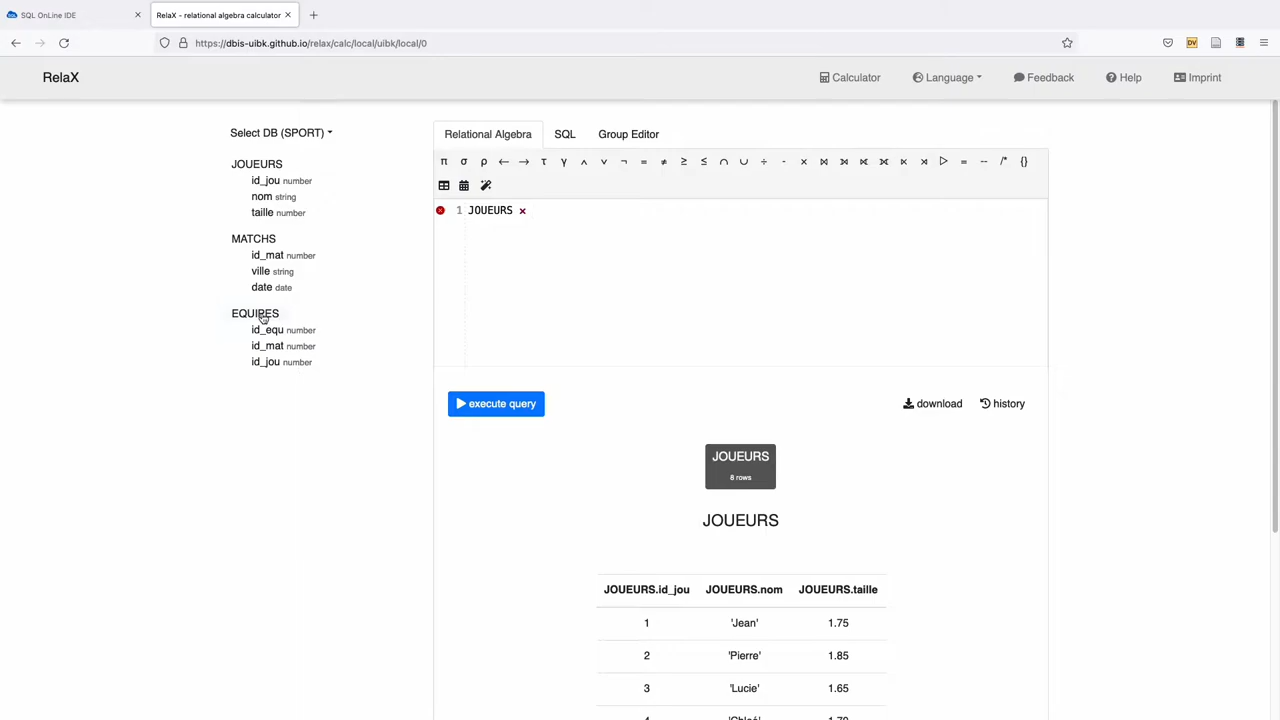 SQL OnLine IDE
RelaX - relational algebra calculator
https://dbis-uibk.github.io/relax/calc/local/uibk/local/0
RelaX
Calculator
Language
Feedback
Help
Imprint
Select DB (SPORT)
JOUEURS
id_jou number
nom string
taille number
MATCHS
id_mat number
ville string
date date
EQUIPES
id_equ number
id_mat number
id_jou number
Relational Algebra
SQL
Group Editor
π σ ρ ← → τ γ ∧ ∨ ¬ = ≠ ≥ ≤ ∩ ∪ ÷ - ⨯ ⨝ ⟕ ⟖ ⟗ ⋉ ⋊ ▷ = -- /* {}
1 JOUEURS ⨯
execute query
download
history
JOUEURS
8 rows
JOUEURS
JOUEURS.id_jou JOUEURS.nom JOUEURS.taille
1 'Jean' 1.75
2 'Pierre' 1.85
3 'Lucie' 1.65